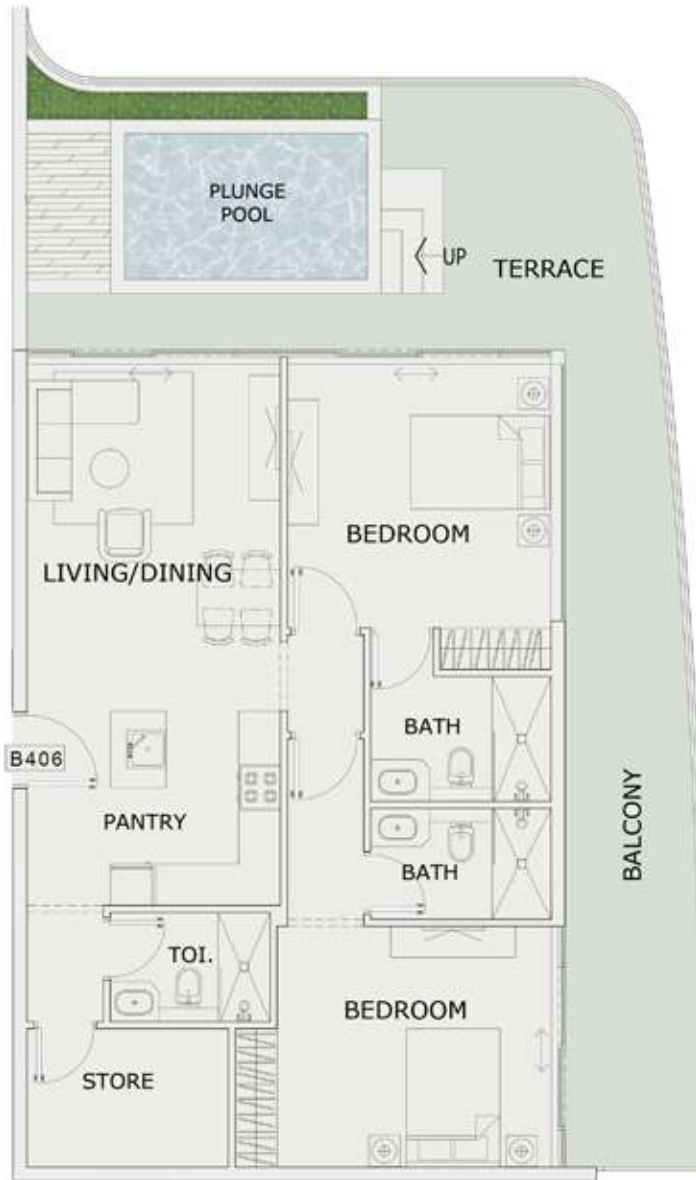 PLUNGE
POOL
UP
TERRACE
BEDROOM
LIVING/DINING
BATH
B406
BALCONY
PANTRY
BATH
TOI.
BEDROOM
STORE